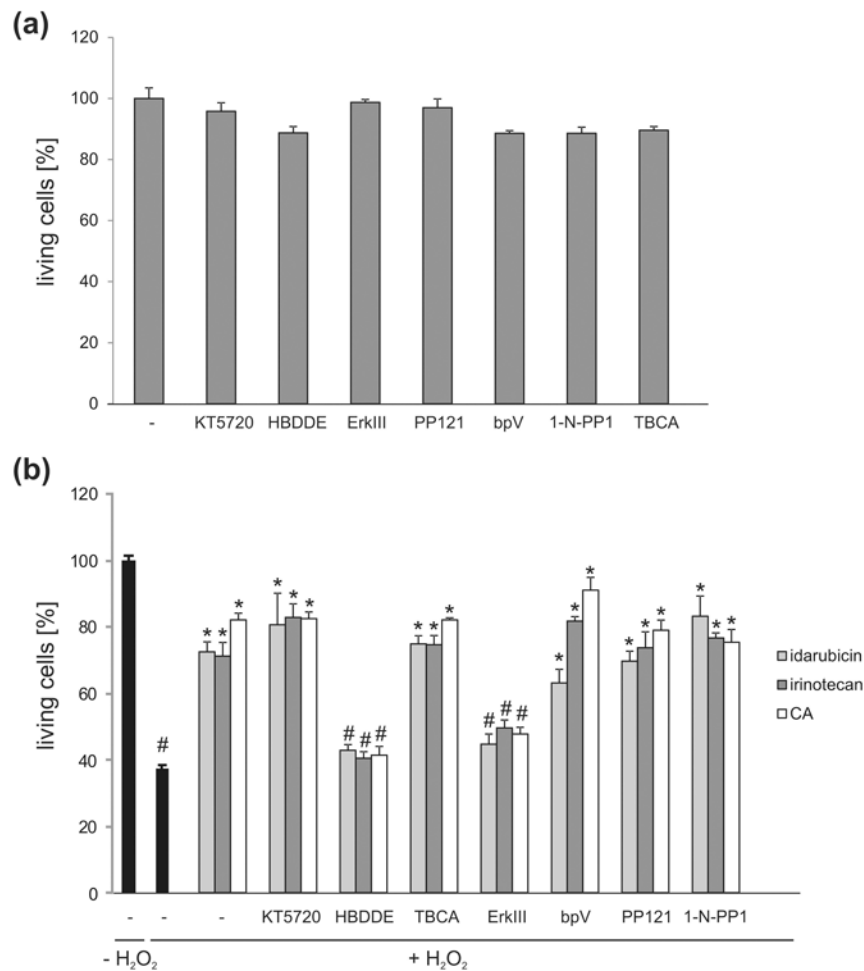 (a)
120
100
80
60
40
20
0
living cells [%]
- KT5720 HBDDE ErkIII PP121 bpV 1-N-PP1 TBCA
(b)
120
100
80
60
40
20
0
living cells [%]
# * * * * * * # # # * * * # # # * * * * * * * * *
idarubicin
irinotecan
CA
- - - KT5720 HBDDE TBCA ErkIII bpV PP121 1-N-PP1
- H₂O₂ + H₂O₂